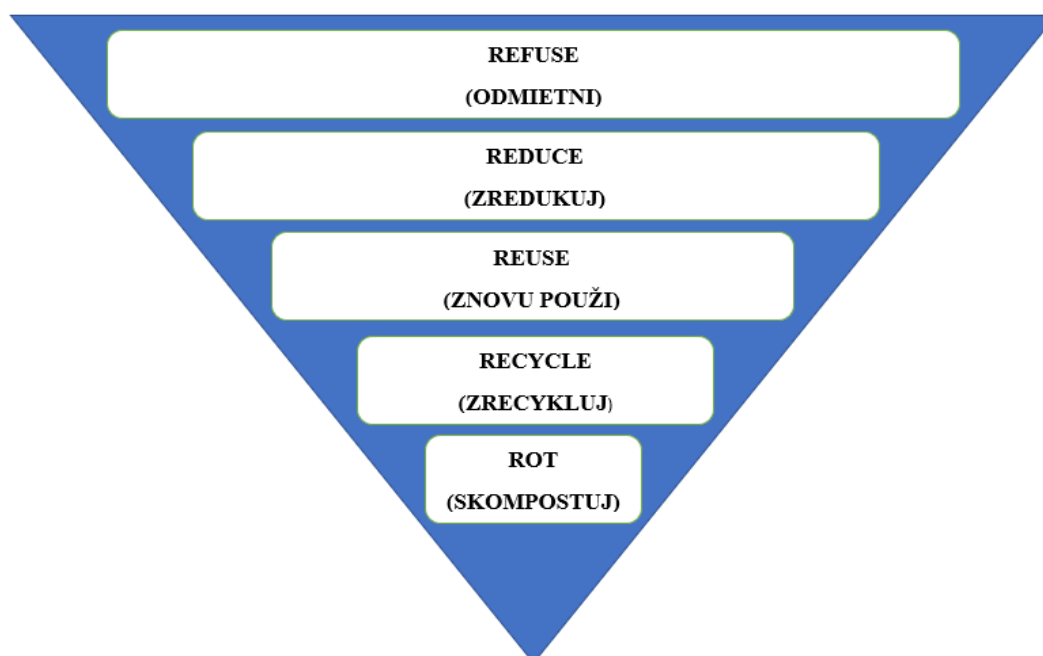 REFUSE
(ODMIETNI)
REDUCE
(ZREDUKUJ)
REUSE
(ZNOVU POUŽI)
RECYCLE
(ZRECYKLUJ)
ROT
(SKOMPOSTUJ)